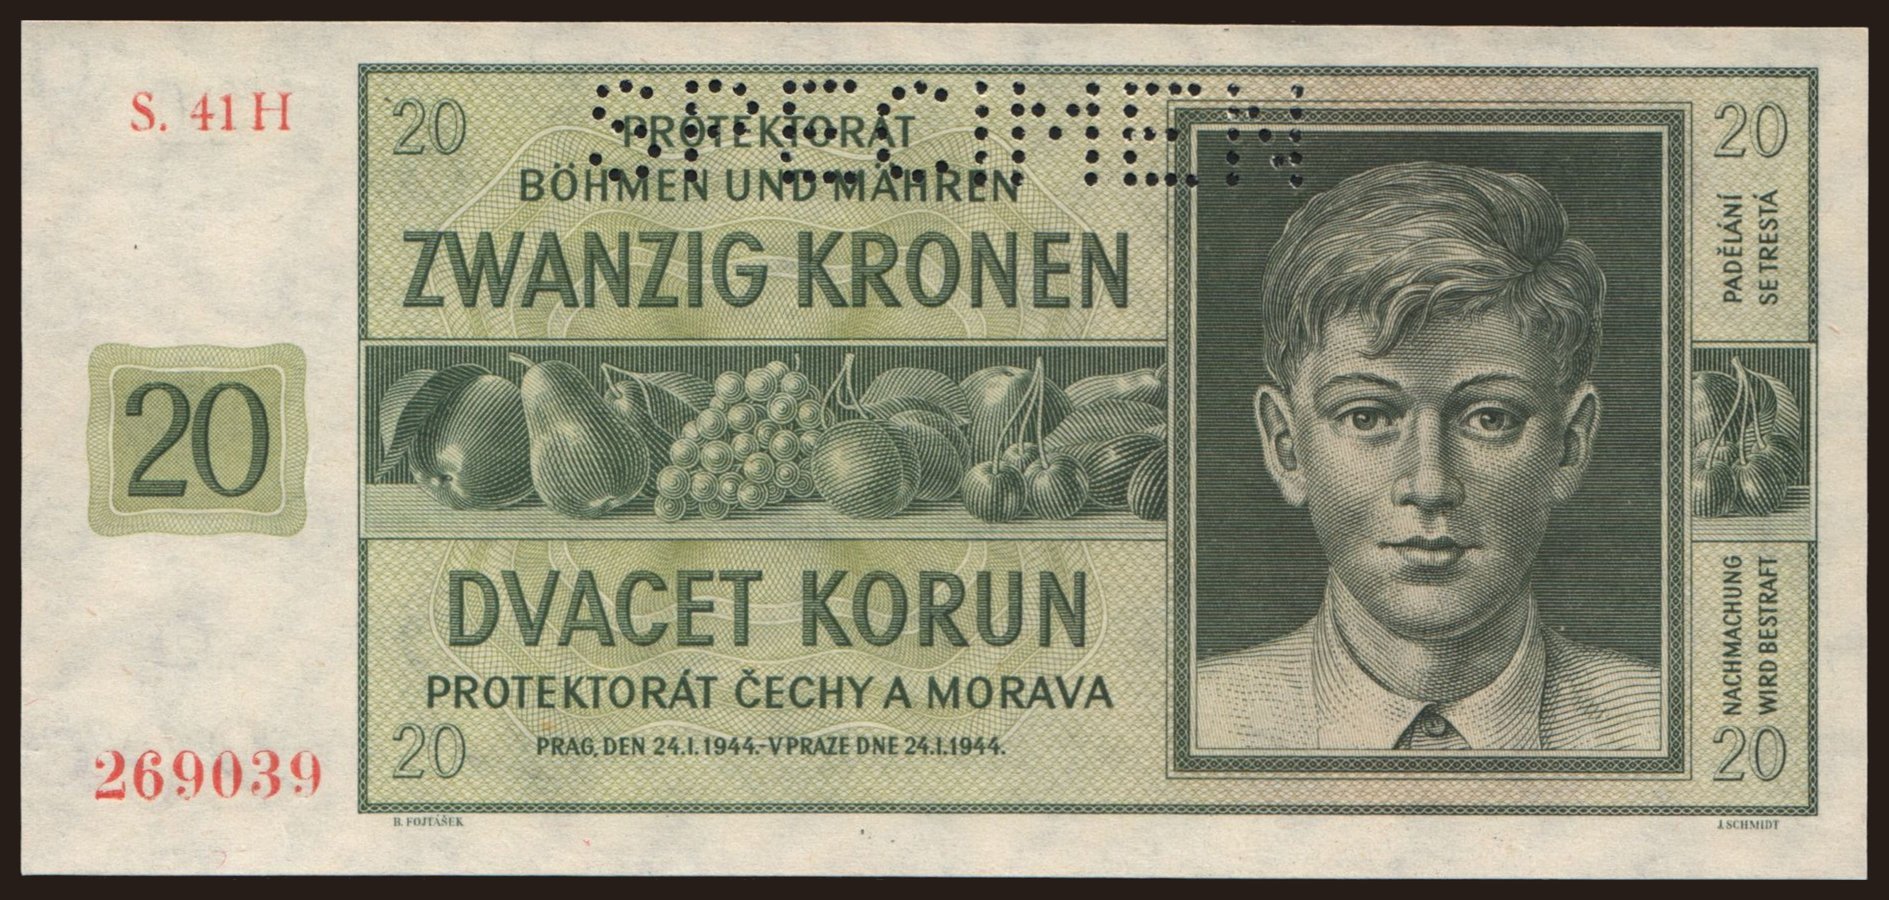 S. 41 H
SPECIMEN
20
PROTEKTORAT
BÖHMEN UND MÄHREN
ZWANZIG KRONEN
20
PADĚLÁNÍ
SE TRESTÁ
20
DVACET KORUN
PROTEKTORÁT ČECHY A MORAVA
20
PRAG, DEN 24.I.1944.-V PRAZE DNE 24.I.1944.
NACHMACHUNG
WIRD BESTRAFT
20
269039
B. FOJTÁŠEK
J. SCHMIDT